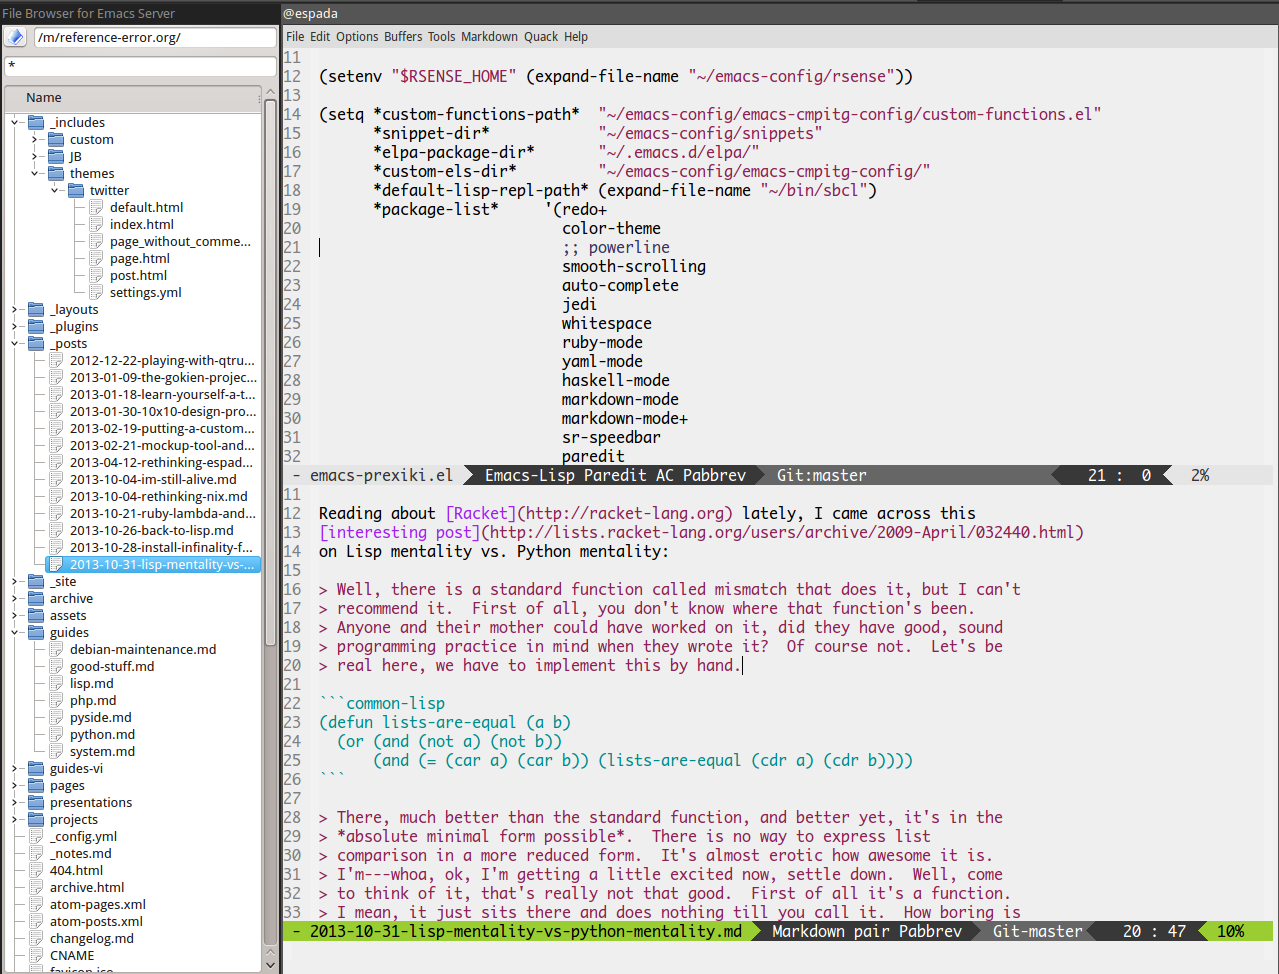 File Browser for Emacs Server
/m/reference-error.org/
*
Name
_includes
custom
JB
themes
twitter
default.html
index.html
page_without_comme...
page.html
post.html
settings.yml
_layouts
_plugins
_posts
2012-12-22-playing-with-qtru...
2013-01-09-the-gokien-projec...
2013-01-18-learn-yourself-a-t...
2013-01-30-10x10-design-pro...
2013-02-19-putting-a-custom...
2013-02-21-mockup-tool-and...
2013-04-12-rethinking-espad...
2013-10-04-im-still-alive.md
2013-10-04-rethinking-nix.md
2013-10-21-ruby-lambda-and...
2013-10-26-back-to-lisp.md
2013-10-28-install-infinality-f...
2013-10-31-lisp-mentality-vs-...
_site
archive
assets
guides
debian-maintenance.md
good-stuff.md
lisp.md
php.md
pyside.md
python.md
system.md
guides-vi
pages
presentations
projects
_config.yml
_notes.md
404.html
archive.html
atom-pages.xml
atom-posts.xml
changelog.md
CNAME
favicon.ico
@espada
File Edit Options Buffers Tools Markdown Quack Help
11
12 (setenv "$RSENSE_HOME" (expand-file-name "~/emacs-config/rsense"))
13
14 (setq *custom-functions-path* "~/emacs-config/emacs-cmpitg-config/custom-functions.el"
15 *snippet-dir* "~/emacs-config/snippets"
16 *elpa-package-dir* "~/.emacs.d/elpa/"
17 *custom-els-dir* "~/emacs-config/emacs-cmpitg-config/"
18 *default-lisp-repl-path* (expand-file-name "~/bin/sbcl")
19 *package-list* '(redo+
20 color-theme
21 ;; powerline
22 smooth-scrolling
23 auto-complete
24 jedi
25 whitespace
26 ruby-mode
27 yaml-mode
28 haskell-mode
29 markdown-mode
30 markdown-mode+
31 sr-speedbar
32 paredit
- emacs-prexiki.el Emacs-Lisp Paredit AC Pabbrev Git:master 21 : 0 2%
11
12 Reading about [Racket](http://racket-lang.org) lately, I came across this
13 [interesting post](http://lists.racket-lang.org/users/archive/2009-April/032440.html)
14 on Lisp mentality vs. Python mentality:
15
16 > Well, there is a standard function called mismatch that does it, but I can't
17 > recommend it. First of all, you don't know where that function's been.
18 > Anyone and their mother could have worked on it, did they have good, sound
19 > programming practice in mind when they wrote it? Of course not. Let's be
20 > real here, we have to implement this by hand.
21
22 ```common-lisp
23 (defun lists-are-equal (a b)
24 (or (and (not a) (not b))
25 (and (= (car a) (car b)) (lists-are-equal (cdr a) (cdr b))))
26 ```
27
28 > There, much better than the standard function, and better yet, it's in the
29 > *absolute minimal form possible*. There is no way to express list
30 > comparison in a more reduced form. It's almost erotic how awesome it is.
31 > I'm---whoa, ok, I'm getting a little excited now, settle down. Well, come
32 > to think of it, that's really not that good. First of all it's a function.
33 > I mean, it just sits there and does nothing till you call it. How boring is
- 2013-10-31-lisp-mentality-vs-python-mentality.md Markdown pair Pabbrev Git-master 20 : 47 10%